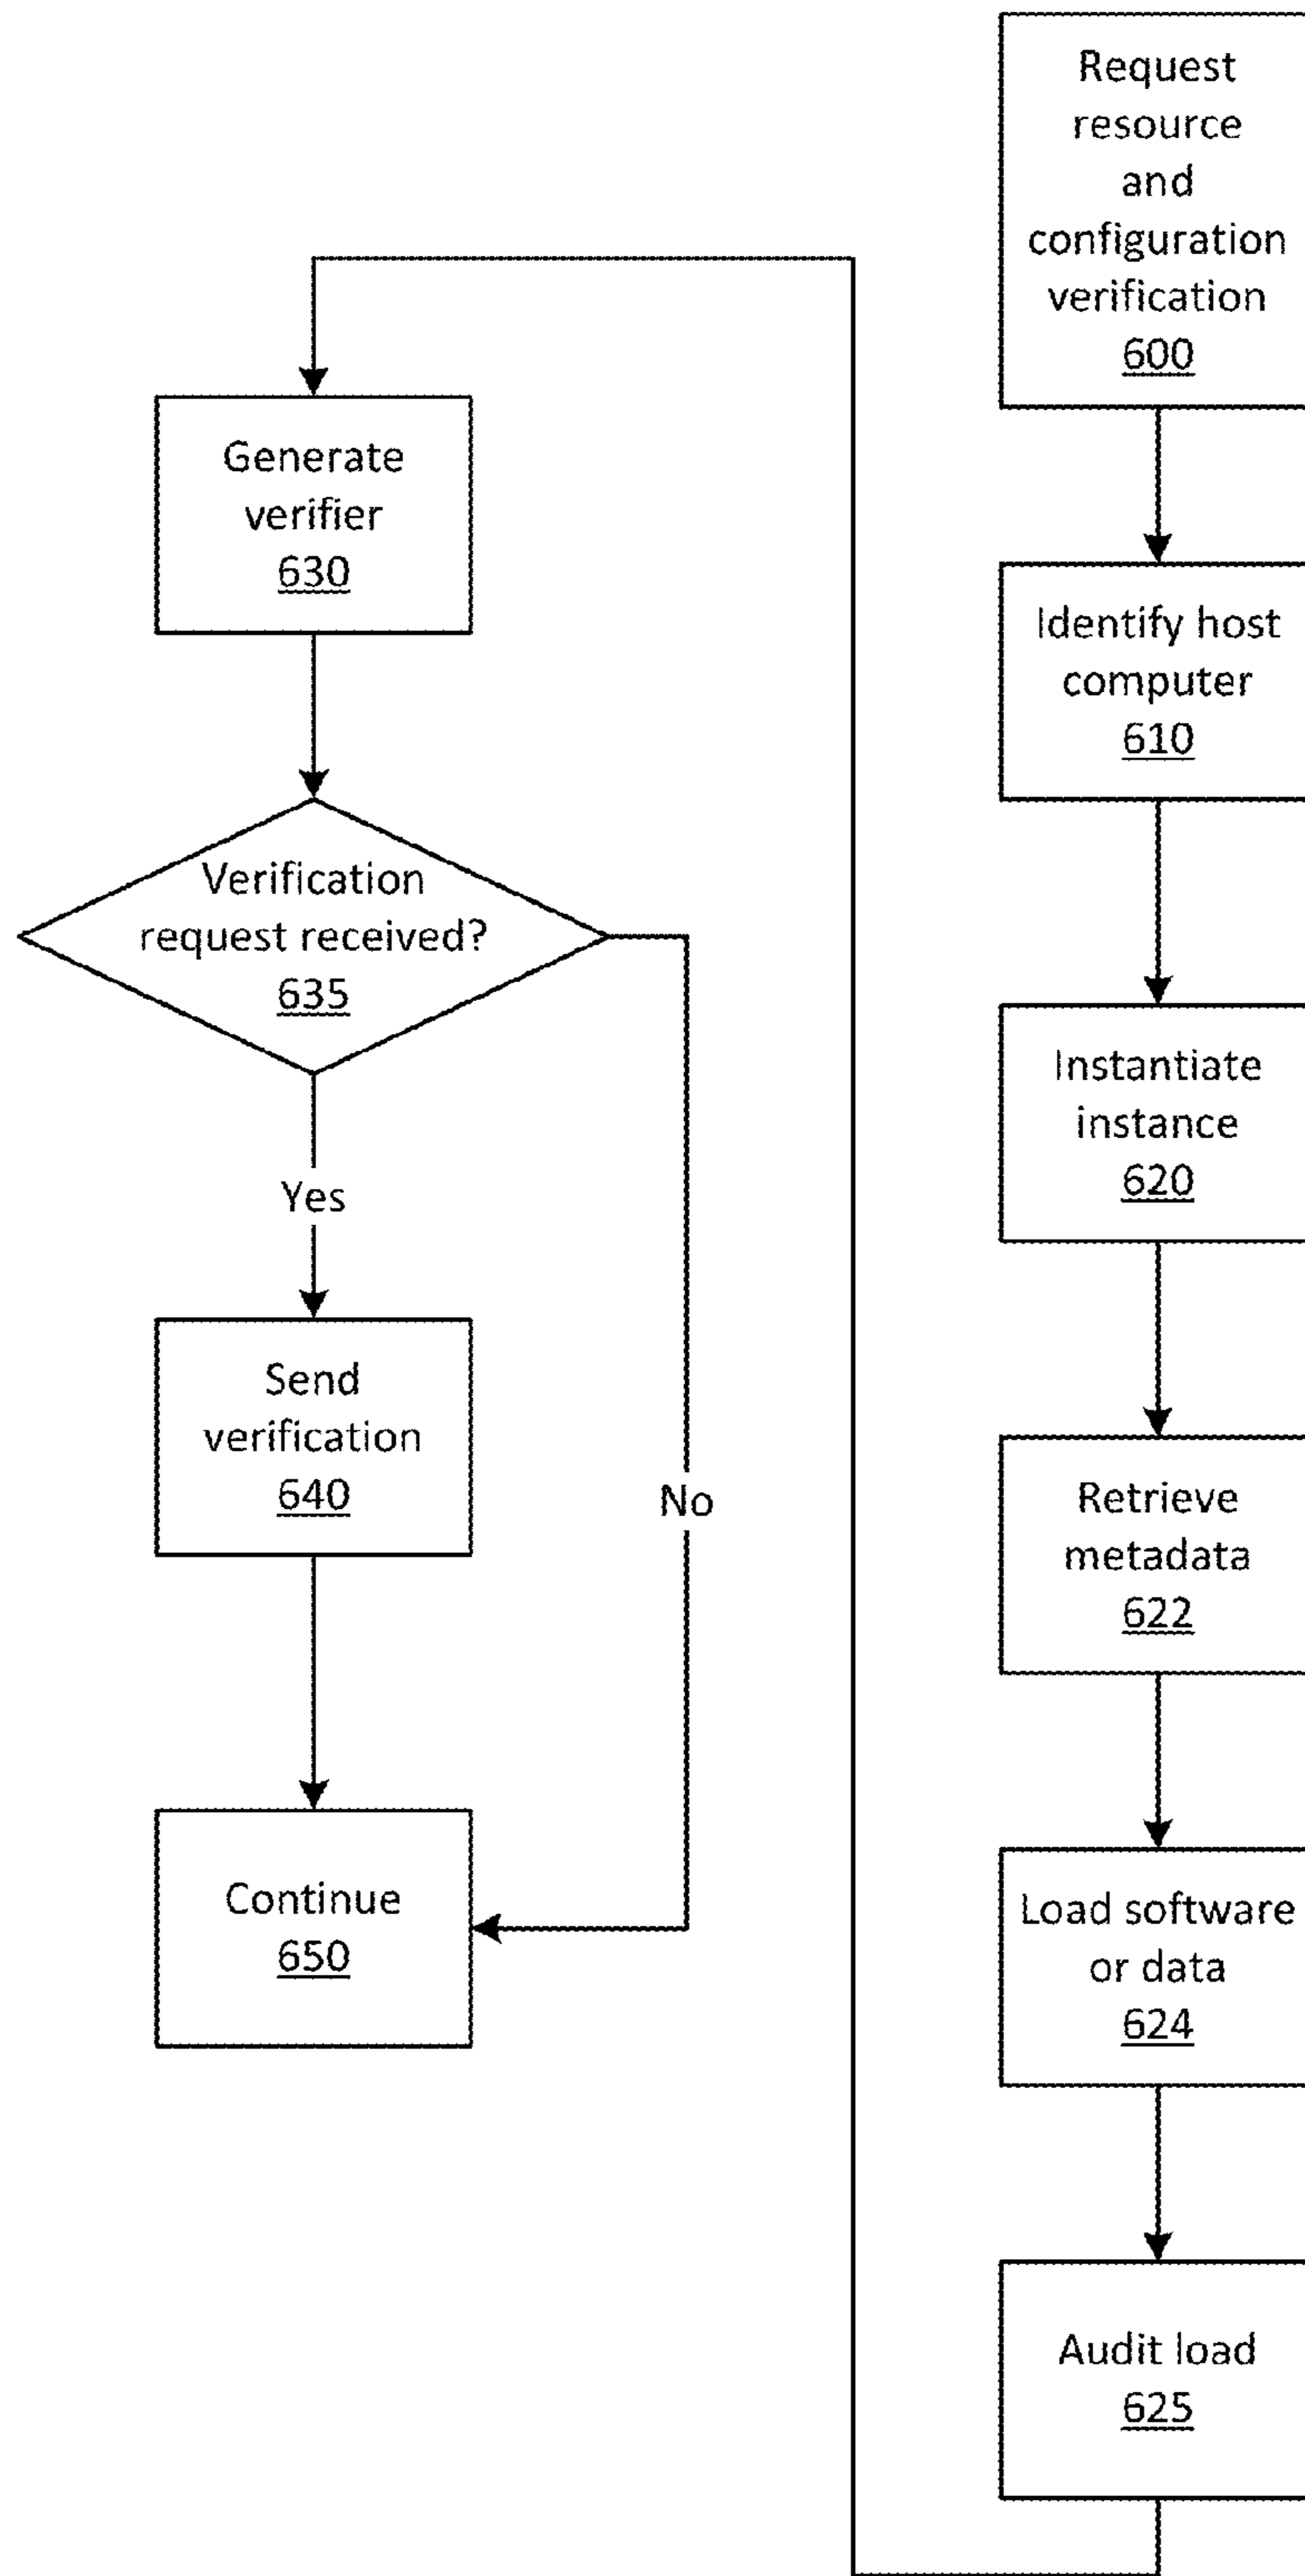 Request
resource
and
configuration
verification
600
Identify host
computer
610
Instantiate
instance
620
Retrieve
metadata
622
Load software
or data
624
Audit load
625
Generate
verifier
630
Verification
request received?
635
Yes
No
Send
verification
640
Continue
650